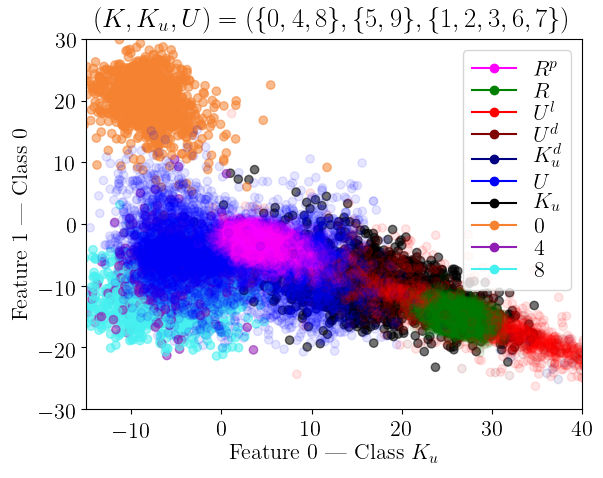 (K, K_u, U) = ({0, 4, 8}, {5, 9}, {1, 2, 3, 6, 7})
30
20
10
0
−10
−20
−30
Feature 1 — Class 0
R^p
R
U^l
U^d
K_u^d
U
K_u
0
4
8
−10
0
10
20
30
40
Feature 0 — Class K_u